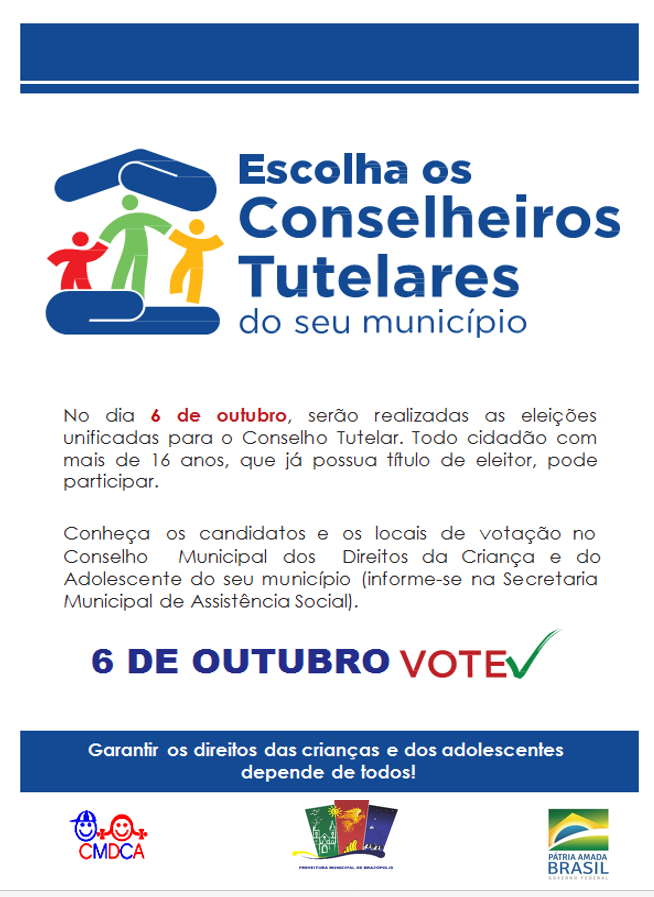 Escolha os
Conselheiros
Tutelares
do seu município
No dia 6 de outubro, serão realizadas as eleições
unificadas para o Conselho Tutelar. Todo cidadão com
mais de 16 anos, que já possua título de eleitor, pode
participar.
Conheça os candidatos e os locais de votação no
Conselho Municipal dos Direitos da Criança e do
Adolescente do seu município (informe-se na Secretaria
Municipal de Assistência Social).
6 DE OUTUBRO VOTE
Garantir os direitos das crianças e dos adolescentes
depende de todos!
CMDCA
PREFEITURA MUNICIPAL DE BRAZÓPOLIS
PÁTRIA AMADA
BRASIL
GOVERNO FEDERAL